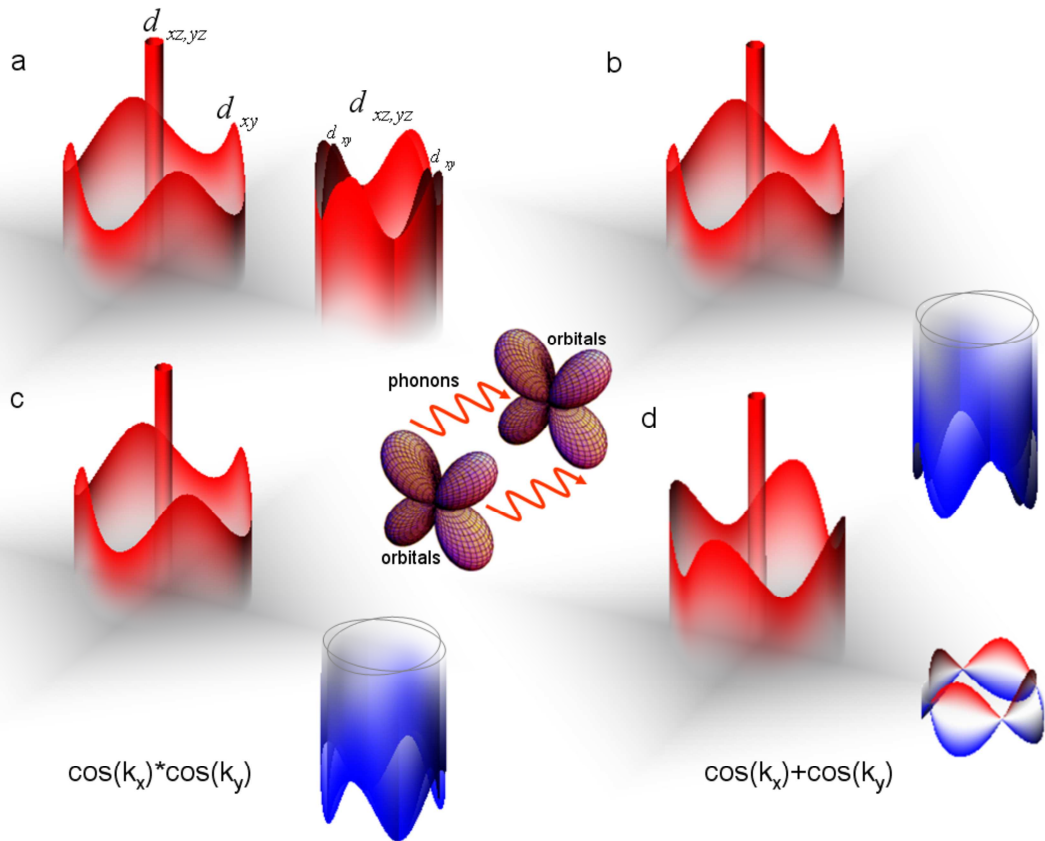 a
d xz,yz
d xy
d xz,yz
d xy
d xy
b
orbitals
phonons
c
d
orbitals
cos(kx)*cos(ky)
cos(kx)+cos(ky)